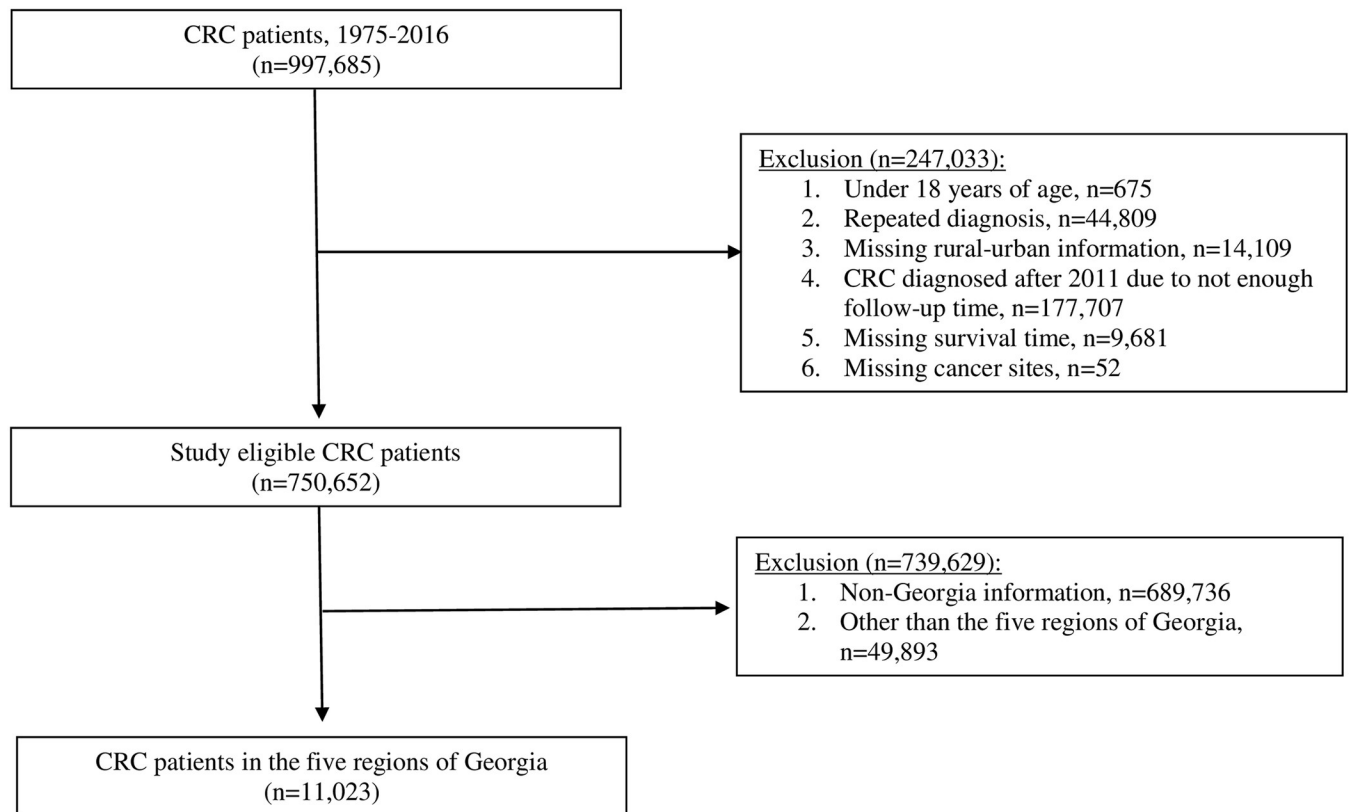 CRC patients, 1975-2016
(n=997,685)
Exclusion (n=247,033):
1. Under 18 years of age, n=675
2. Repeated diagnosis, n=44,809
3. Missing rural-urban information, n=14,109
4. CRC diagnosed after 2011 due to not enough
follow-up time, n=177,707
5. Missing survival time, n=9,681
6. Missing cancer sites, n=52
Study eligible CRC patients
(n=750,652)
Exclusion (n=739,629):
1. Non-Georgia information, n=689,736
2. Other than the five regions of Georgia,
n=49,893
CRC patients in the five regions of Georgia
(n=11,023)